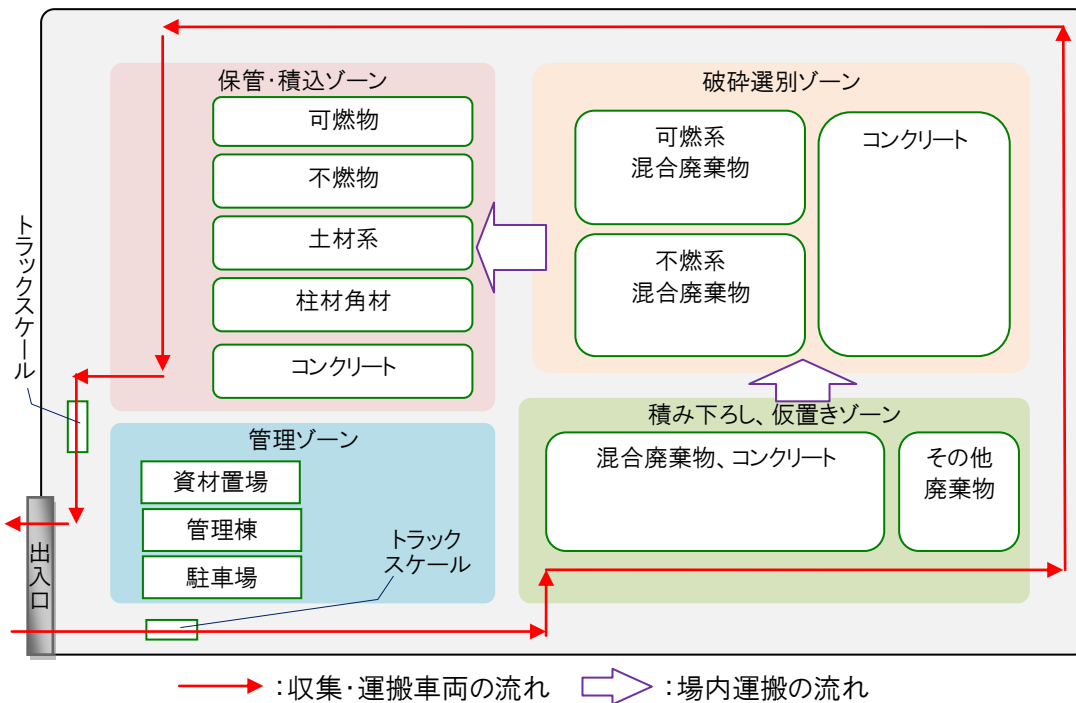 保管・積込ゾーン
可燃物
不燃物
土材系
柱材角材
コンクリート
破砕選別ゾーン
可燃系
混合廃棄物
不燃系
混合廃棄物
コンクリート
トラックスケール
管理ゾーン
資材置場
管理棟
駐車場
トラック
スケール
積み下ろし、仮置きゾーン
混合廃棄物、コンクリート
その他
廃棄物
出入口
:収集・運搬車両の流れ
:場内運搬の流れ